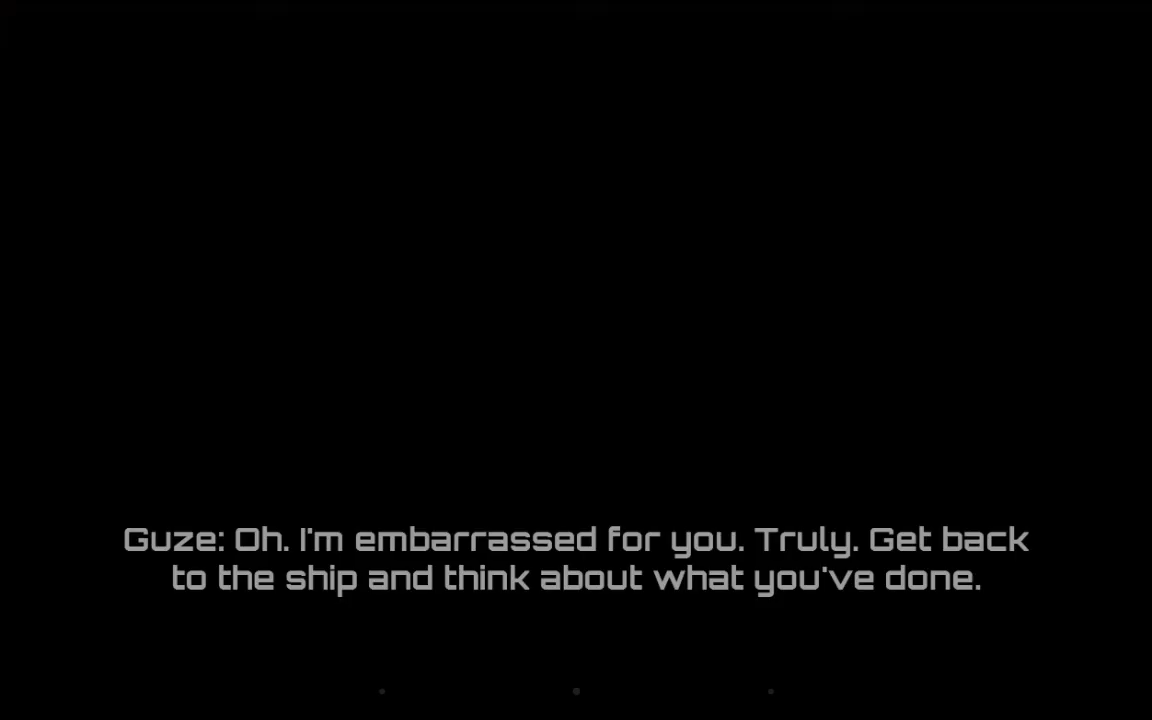 Guze: Oh. I'm embarrassed for you. Truly. Get back
to the ship and think about what you've done.